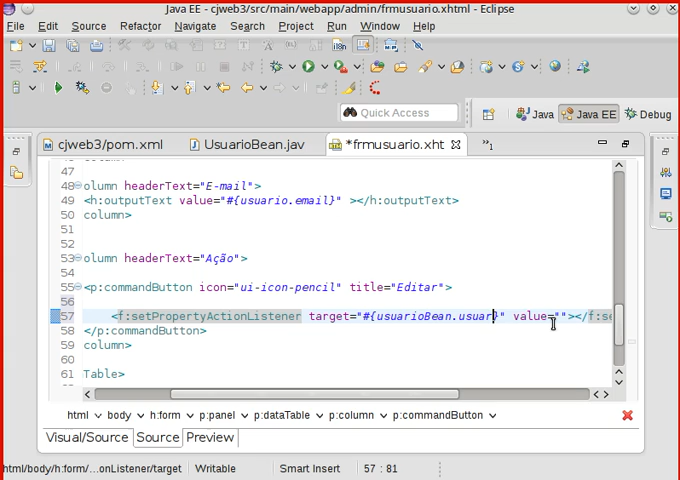 Java EE - cjweb3/src/main/webapp/admin/frmusuario.xhtml - Eclipse
File Edit Source Refactor Navigate Search Project Run Window Help
Quick Access
Java Java EE Debug
cjweb3/pom.xml UsuarioBean.jav *frmusuario.xht »1
47
48 olumn headerText="E-mail">
49 <h:outputText value="#{usuario.email}" ></h:outputText>
50 column>
51
52
53 olumn headerText="Ação">
54
55 <p:commandButton icon="ui-icon-pencil" title="Editar">
56
57 <f:setPropertyActionListener target="#{usuarioBean.usuar}" value=""></f:se
58 </p:commandButton>
59 column>
60
61 Table>
html body h:form p:panel p:dataTable p:column p:commandButton
Visual/Source Source Preview
html/body/h:form/...onListener/target Writable Smart Insert 57 : 81